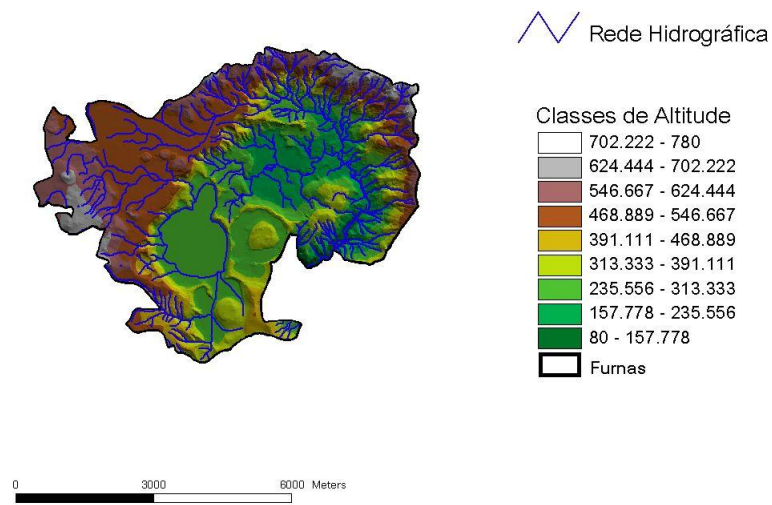 Rede Hidrográfica
Classes de Altitude
702.222 - 780
624.444 - 702.222
546.667 - 624.444
468.889 - 546.667
391.111 - 468.889
313.333 - 391.111
235.556 - 313.333
157.778 - 235.556
80 - 157.778
Furnas
0 3000 6000 Meters